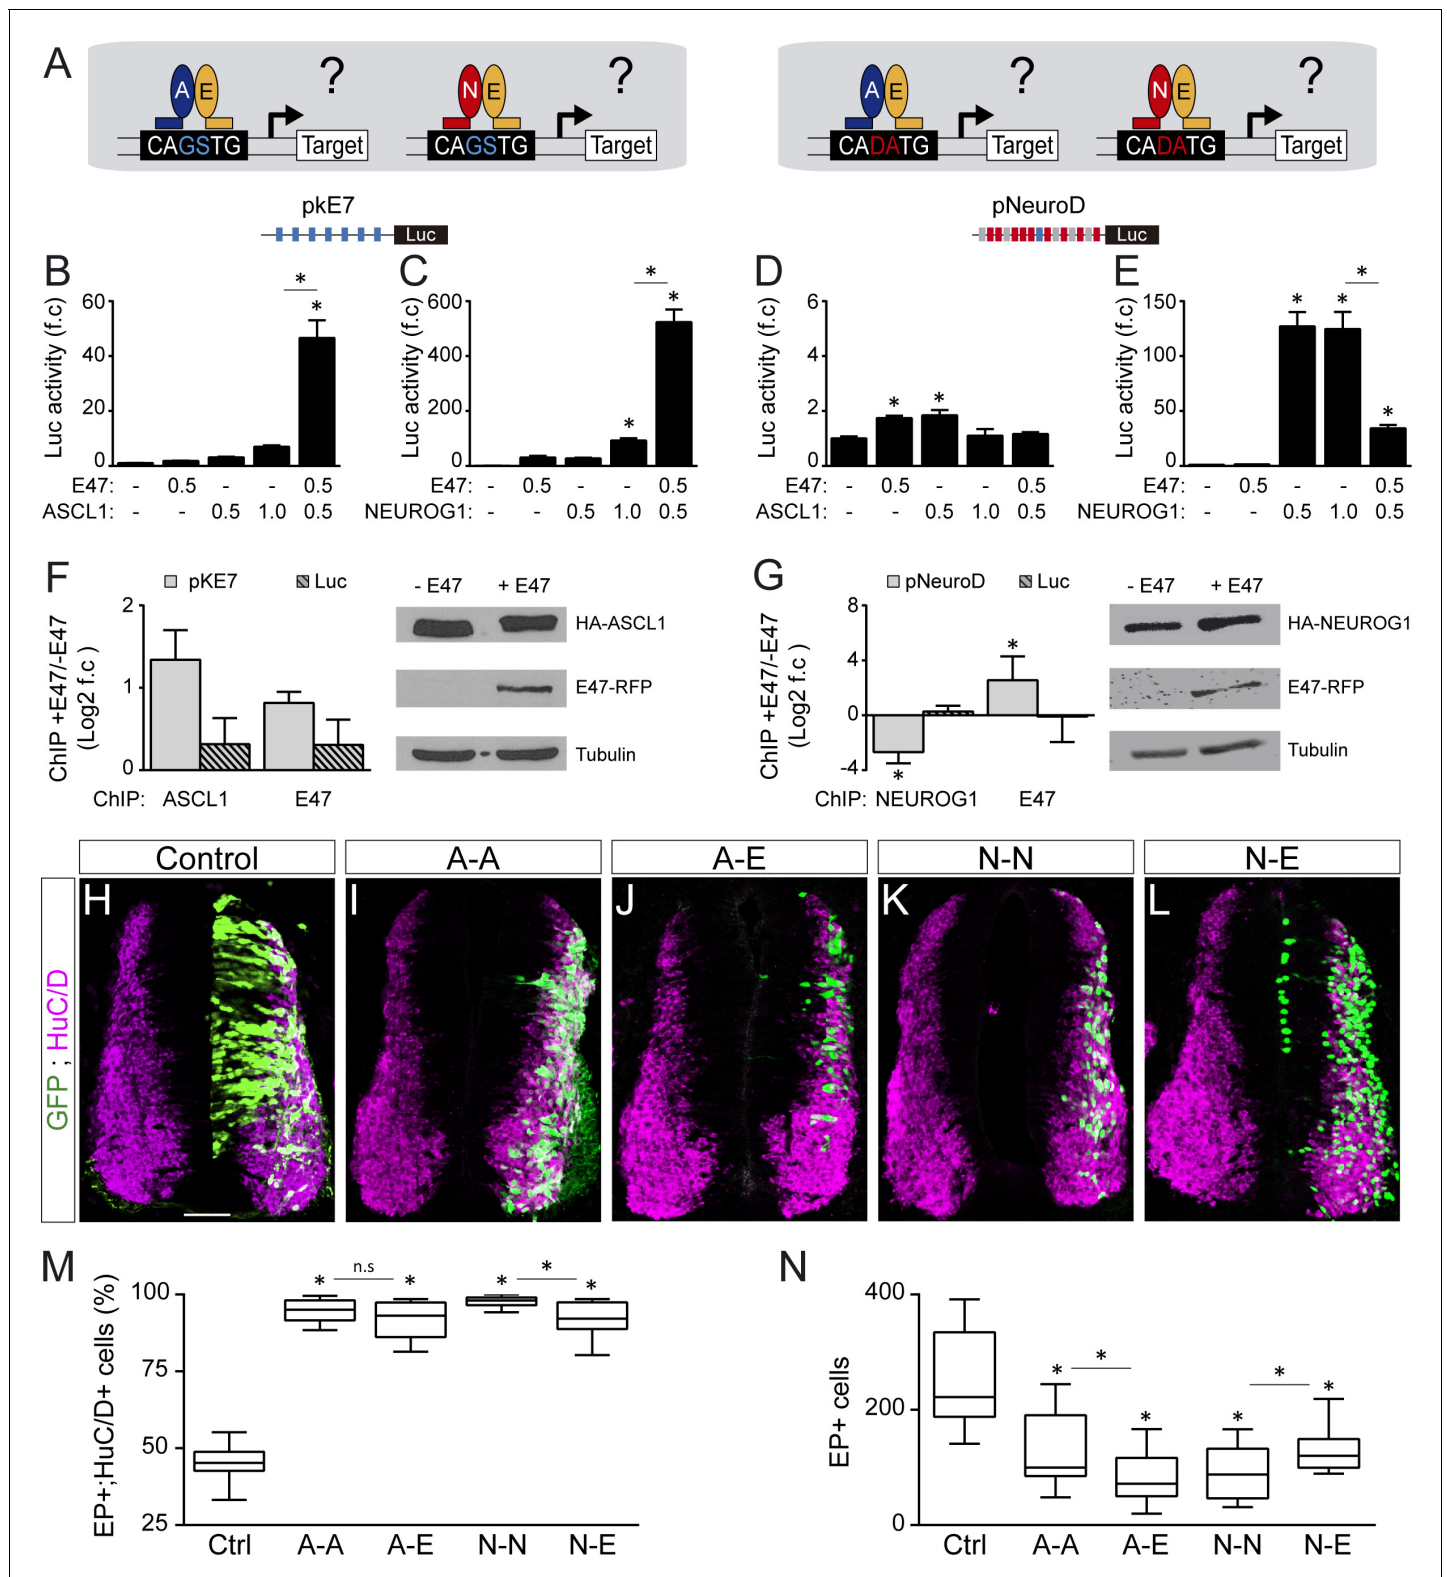 A
A E ? CAGSTG Target
N E ? CAGSTG Target
A E ? CADATG Target
N E ? CADATG Target
pkE7
Luc
pNeuroD
Luc
B
Luc activity (f.c)
60
40
20
0
*
*
E47: - 0.5 - - 0.5
ASCL1: - - 0.5 1.0 0.5
C
Luc activity (f.c)
600
400
200
0
*
*
*
E47: - 0.5 - - 0.5
NEUROG1: - - 0.5 1.0 0.5
D
Luc activity (f.c)
6
4
2
0
* *
E47: - 0.5 - - 0.5
ASCL1: - - 0.5 1.0 0.5
E
Luc activity (f.c)
150
100
50
0
*
* *
*
E47: - 0.5 - - 0.5
NEUROG1: - - 0.5 1.0 0.5
F
pKE7 Luc
ChIP +E47/-E47
(Log2 f.c )
2
1
0
ChIP: ASCL1 E47
- E47 + E47
HA-ASCL1
E47-RFP
Tubulin
G
pNeuroD Luc
ChIP +E47/-E47
(Log2 f.c )
8
4
0
-4
*
*
ChIP: NEUROG1 E47
- E47 + E47
HA-NEUROG1
E47-RFP
Tubulin
Control A-A A-E N-N N-E
GFP ; HuC/D
H I J K L
M
EP+;HuC/D+ cells (%)
100
75
50
25
* n.s * * * *
Ctrl A-A A-E N-N N-E
N
EP+ cells
400
200
0
* * * * * *
Ctrl A-A A-E N-N N-E